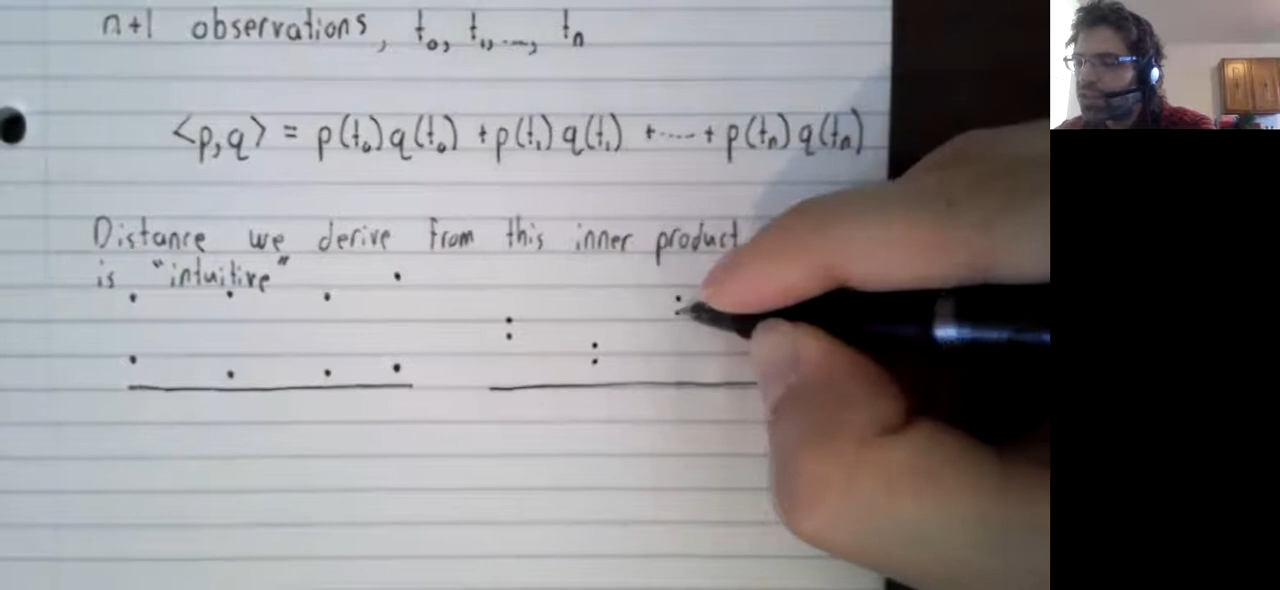 n+1 observations, t₀, t₁, ..., tₙ
<p,q> = p(t₀)q(t₀) + p(t₁)q(t₁) + ..... + p(tₙ)q(tₙ)
Distance we derive from this inner product
is "intuitive"